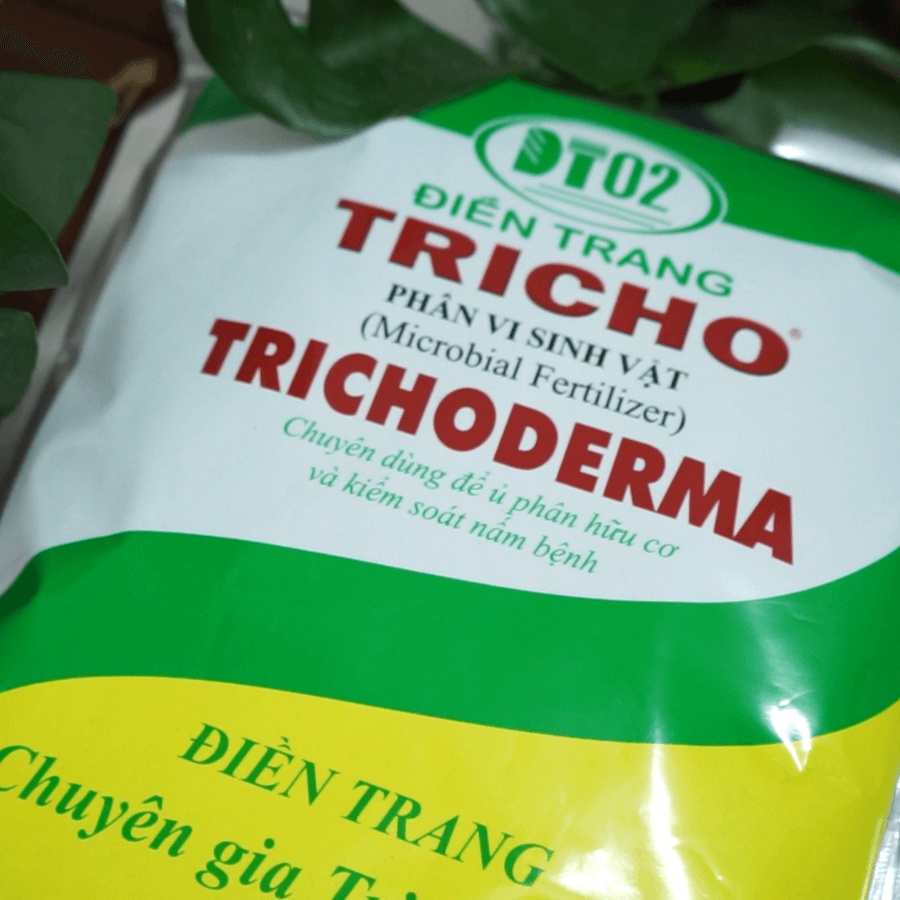 DT02
ĐIỀN TRANG
TRICHO®
PHÂN VI SINH VẬT
(Microbial Fertilizer)
TRICHODERMA
Chuyên dùng để ủ phân hữu cơ
và kiểm soát nấm bệnh
ĐIỀN TRANG
Chuyên gia